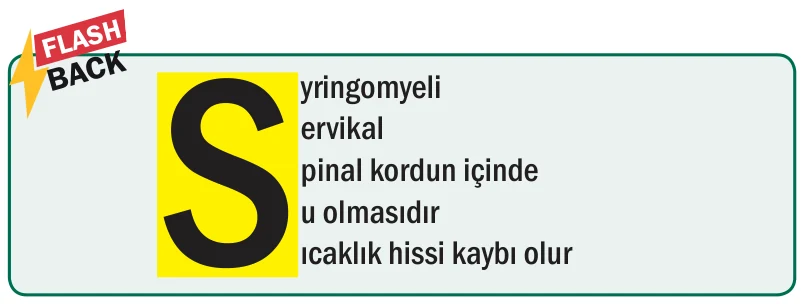 FLASH
BACK
Syringomyeli
Servikal
Spinal kordun içinde
Su olmasıdır
Sıcaklık hissi kaybı olur